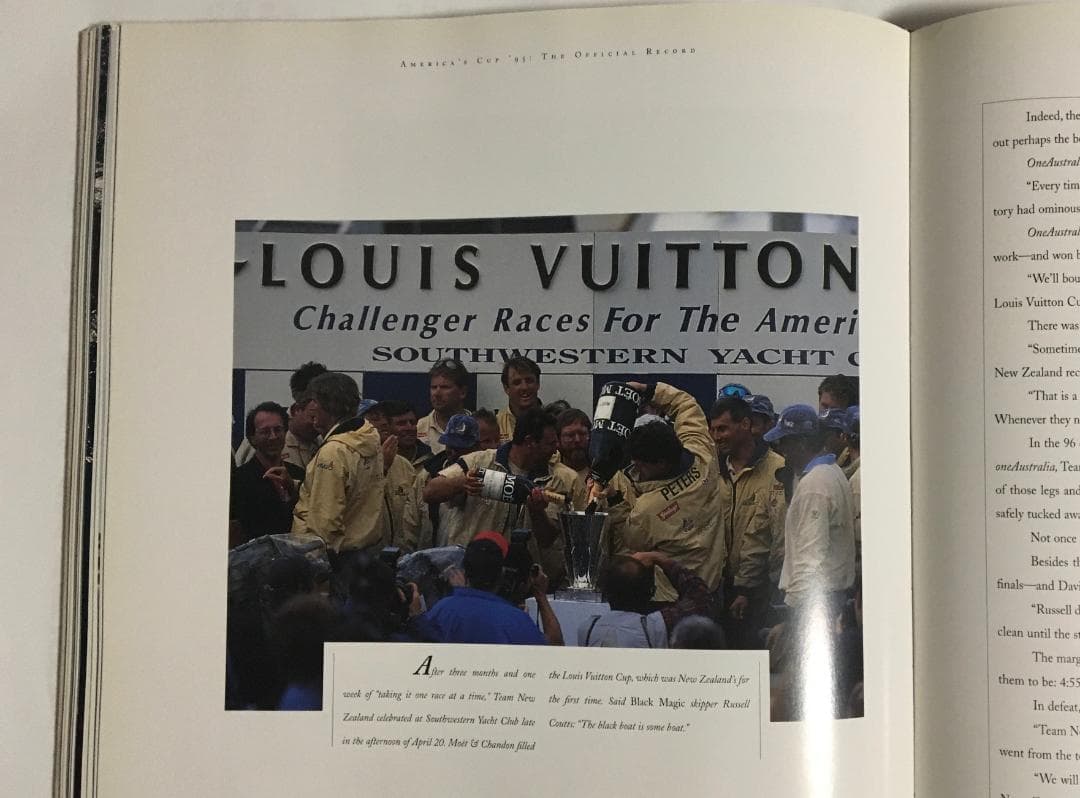 America's Cup '95: The Official Record
LOUIS VUITTON
Challenger Races For The Ameri
SOUTHWESTERN YACHT C
MOET
MOËT
PETERS
After three months and one
week of "taking it one race at a time," Team New
Zealand celebrated at Southwestern Yacht Club late
in the afternoon of April 20. Moët & Chandon filled
the Louis Vuitton Cup, which was New Zealand's for
the first time. Said Black Magic skipper Russell
Coutts: "The black boat is some boat."
Indeed, the
out perhaps the b
OneAustral
"Every tim
tory had ominous
OneAustral
work—and won b
"We'll bou
Louis Vuitton Cu
There was
"Sometime
New Zealand rec
"That is a
Whenever they n
In the 96
oneAustralia, Tea
of those legs and
safely tucked awa
Not once
Besides th
finals—and Davi
"Russell d
clean until the st
The marg
them to be: 4:55
In defeat,
"Team N
went from the t
"We will